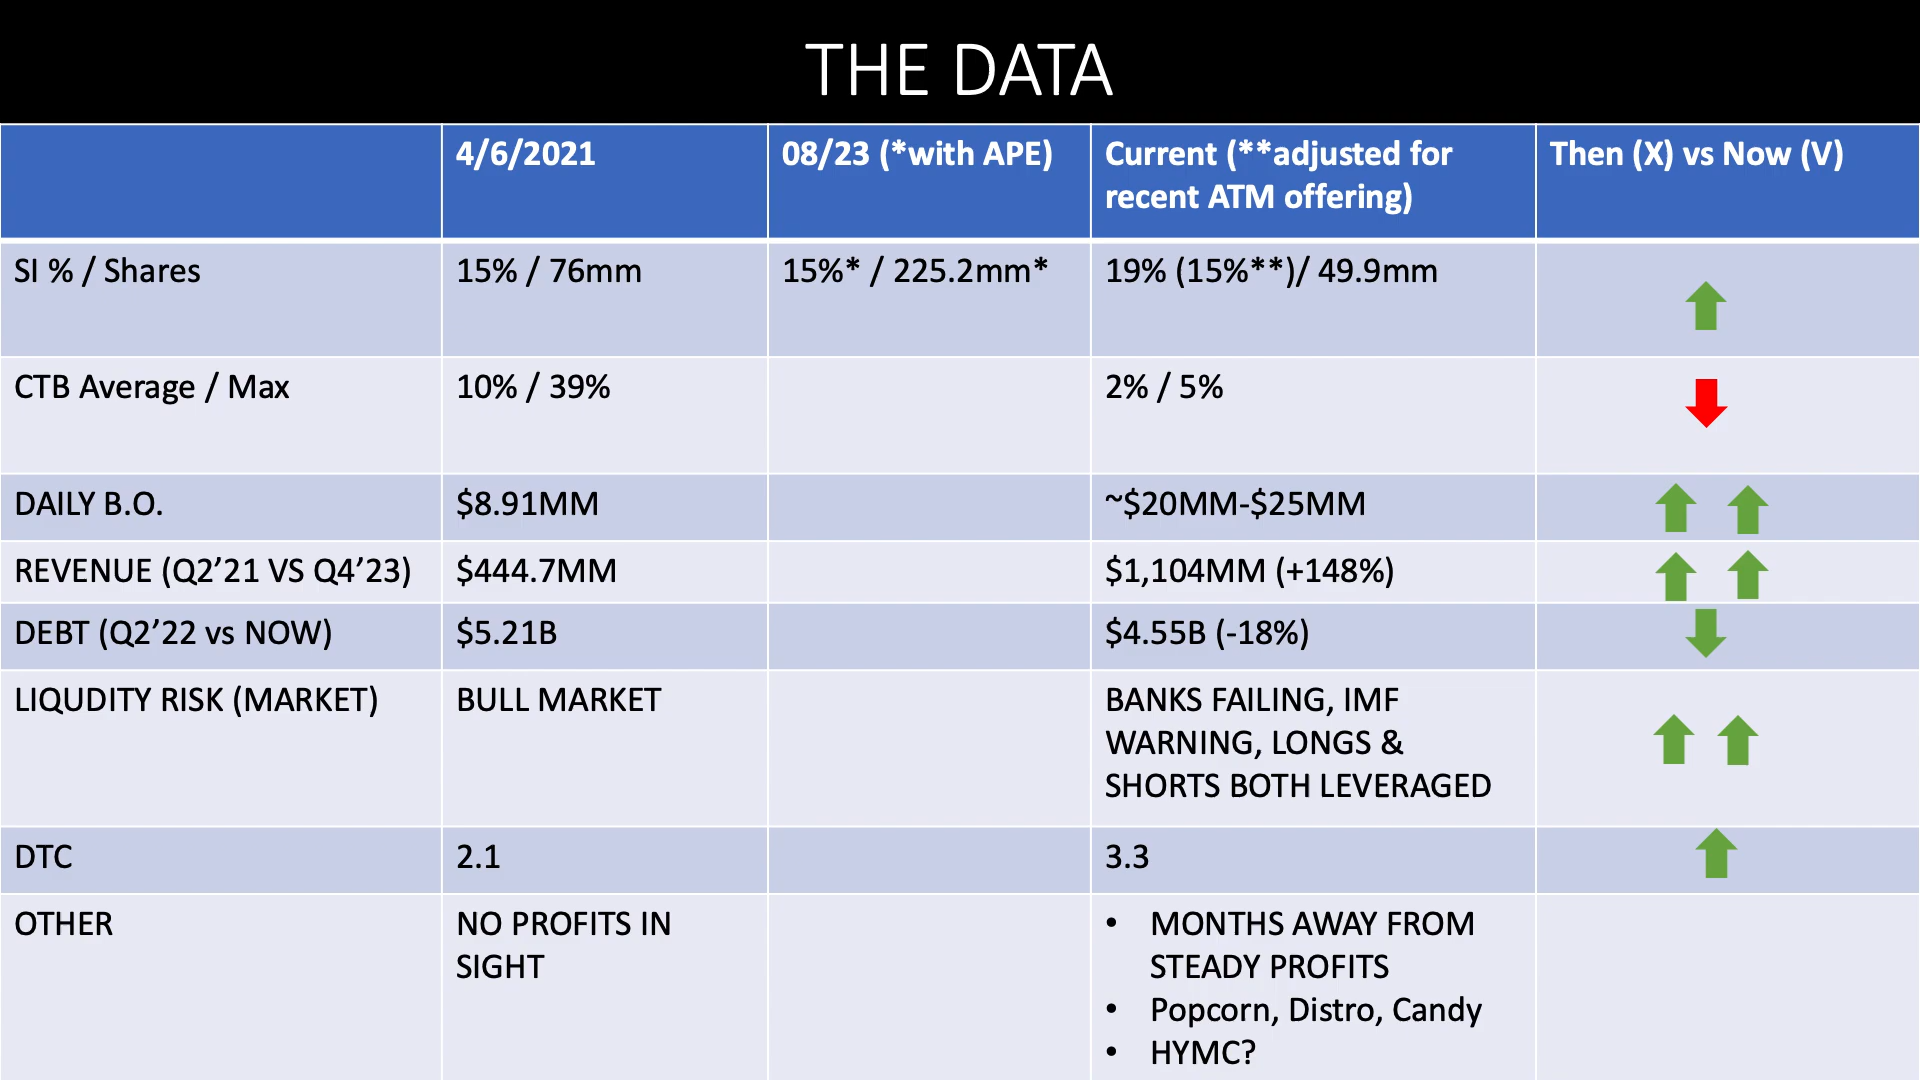 THE DATA
4/6/2021
08/23 (*with APE)
Current (**adjusted for
recent ATM offering)
Then (X) vs Now (V)
SI % / Shares
15% / 76mm
15%* / 225.2mm*
19% (15%**)/ 49.9mm
CTB Average / Max
10% / 39%
2% / 5%
DAILY B.O.
$8.91MM
~$20MM-$25MM
REVENUE (Q2’21 VS Q4’23)
$444.7MM
$1,104MM (+148%)
DEBT (Q2’22 vs NOW)
$5.21B
$4.55B (-18%)
LIQUDITY RISK (MARKET)
BULL MARKET
BANKS FAILING, IMF
WARNING, LONGS &
SHORTS BOTH LEVERAGED
DTC
2.1
3.3
OTHER
NO PROFITS IN
SIGHT
• MONTHS AWAY FROM
STEADY PROFITS
• Popcorn, Distro, Candy
• HYMC?